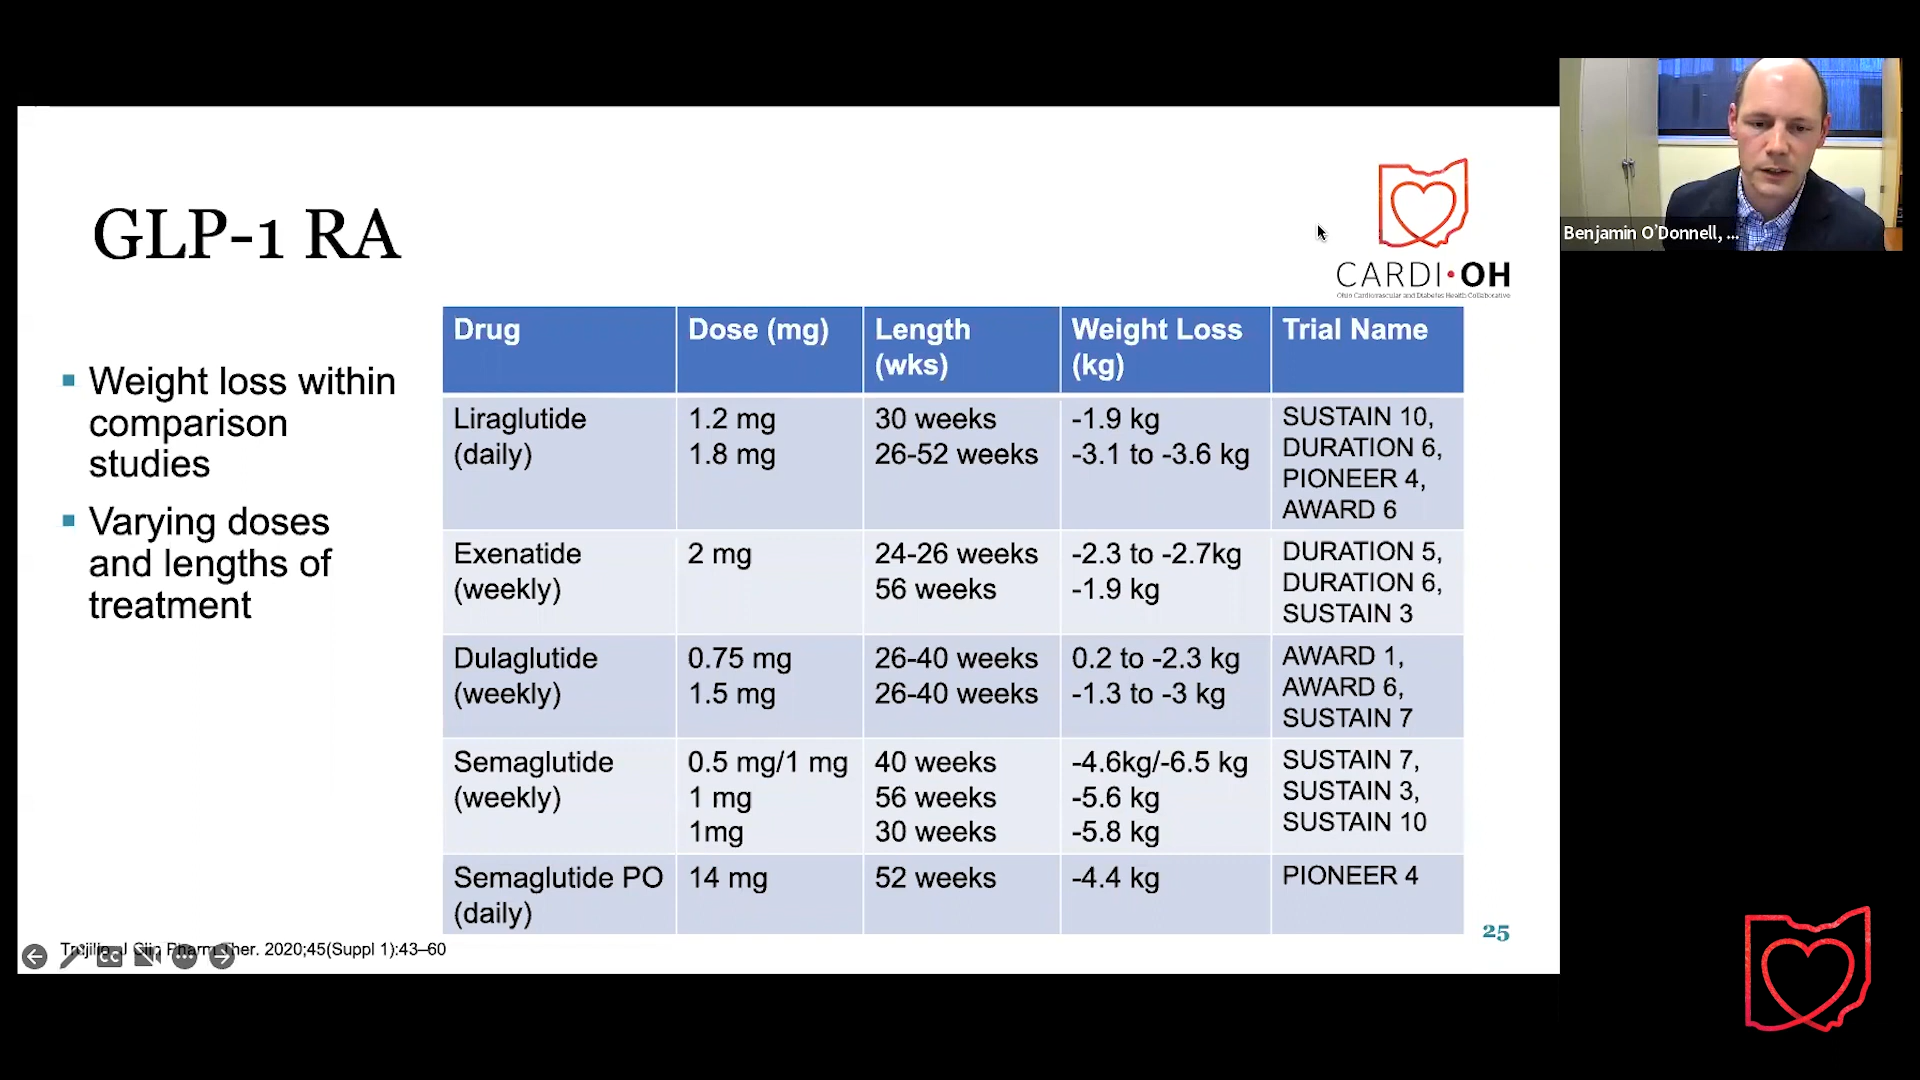 GLP-1 RA
CARDI•OH
Ohio Cardiovascular and Diabetes Health Collaborative
Benjamin O'Donnell, ...
▪ Weight loss within
comparison
studies
▪ Varying doses
and lengths of
treatment
Drug | Dose (mg) | Length (wks) | Weight Loss (kg) | Trial Name
Liraglutide 1.2 mg 30 weeks -1.9 kg SUSTAIN 10,
(daily) 1.8 mg 26-52 weeks -3.1 to -3.6 kg DURATION 6,
PIONEER 4,
AWARD 6
Exenatide 2 mg 24-26 weeks -2.3 to -2.7kg DURATION 5,
(weekly) 56 weeks -1.9 kg DURATION 6,
SUSTAIN 3
Dulaglutide 0.75 mg 26-40 weeks 0.2 to -2.3 kg AWARD 1,
(weekly) 1.5 mg 26-40 weeks -1.3 to -3 kg AWARD 6,
SUSTAIN 7
Semaglutide 0.5 mg/1 mg 40 weeks -4.6kg/-6.5 kg SUSTAIN 7,
(weekly) 1 mg 56 weeks -5.6 kg SUSTAIN 3,
1mg 30 weeks -5.8 kg SUSTAIN 10
Semaglutide PO 14 mg 52 weeks -4.4 kg PIONEER 4
(daily)
25
J Clin Pharm Ther. 2020;45(Suppl 1):43–60
CC